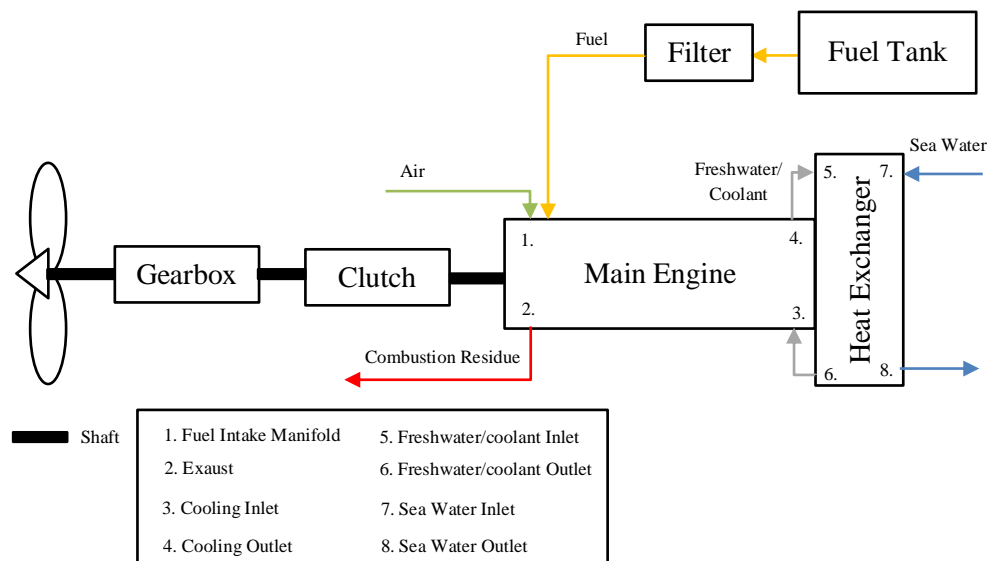 Fuel
Filter
Fuel Tank
Sea Water
Air
Freshwater/
Coolant
5.
7.
1.
4.
Gearbox
Clutch
Main Engine
Heat Exchanger
2.
3.
Combustion Residue
6.
8.
Shaft
1. Fuel Intake Manifold
2. Exaust
3. Cooling Inlet
4. Cooling Outlet
5. Freshwater/coolant Inlet
6. Freshwater/coolant Outlet
7. Sea Water Inlet
8. Sea Water Outlet